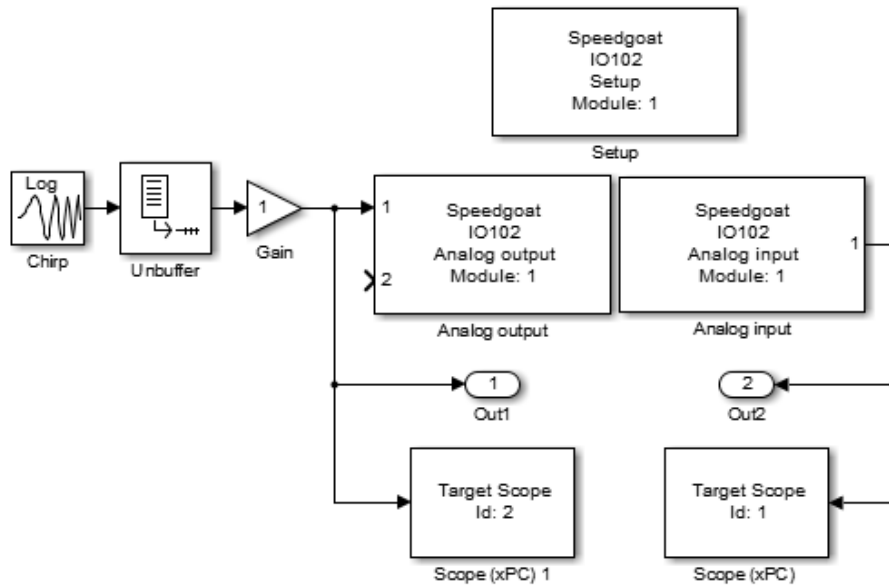 Speedgoat
IO102
Setup
Module: 1
Setup
Log
Chirp
Unbuffer
1
Gain
1
2
Speedgoat
IO102
Analog output
Module: 1
Analog output
Speedgoat
IO102
Analog input
Module: 1
1
Analog input
1
Out1
2
Out2
Target Scope
Id: 2
Scope (xPC) 1
Target Scope
Id: 1
Scope (xPC)